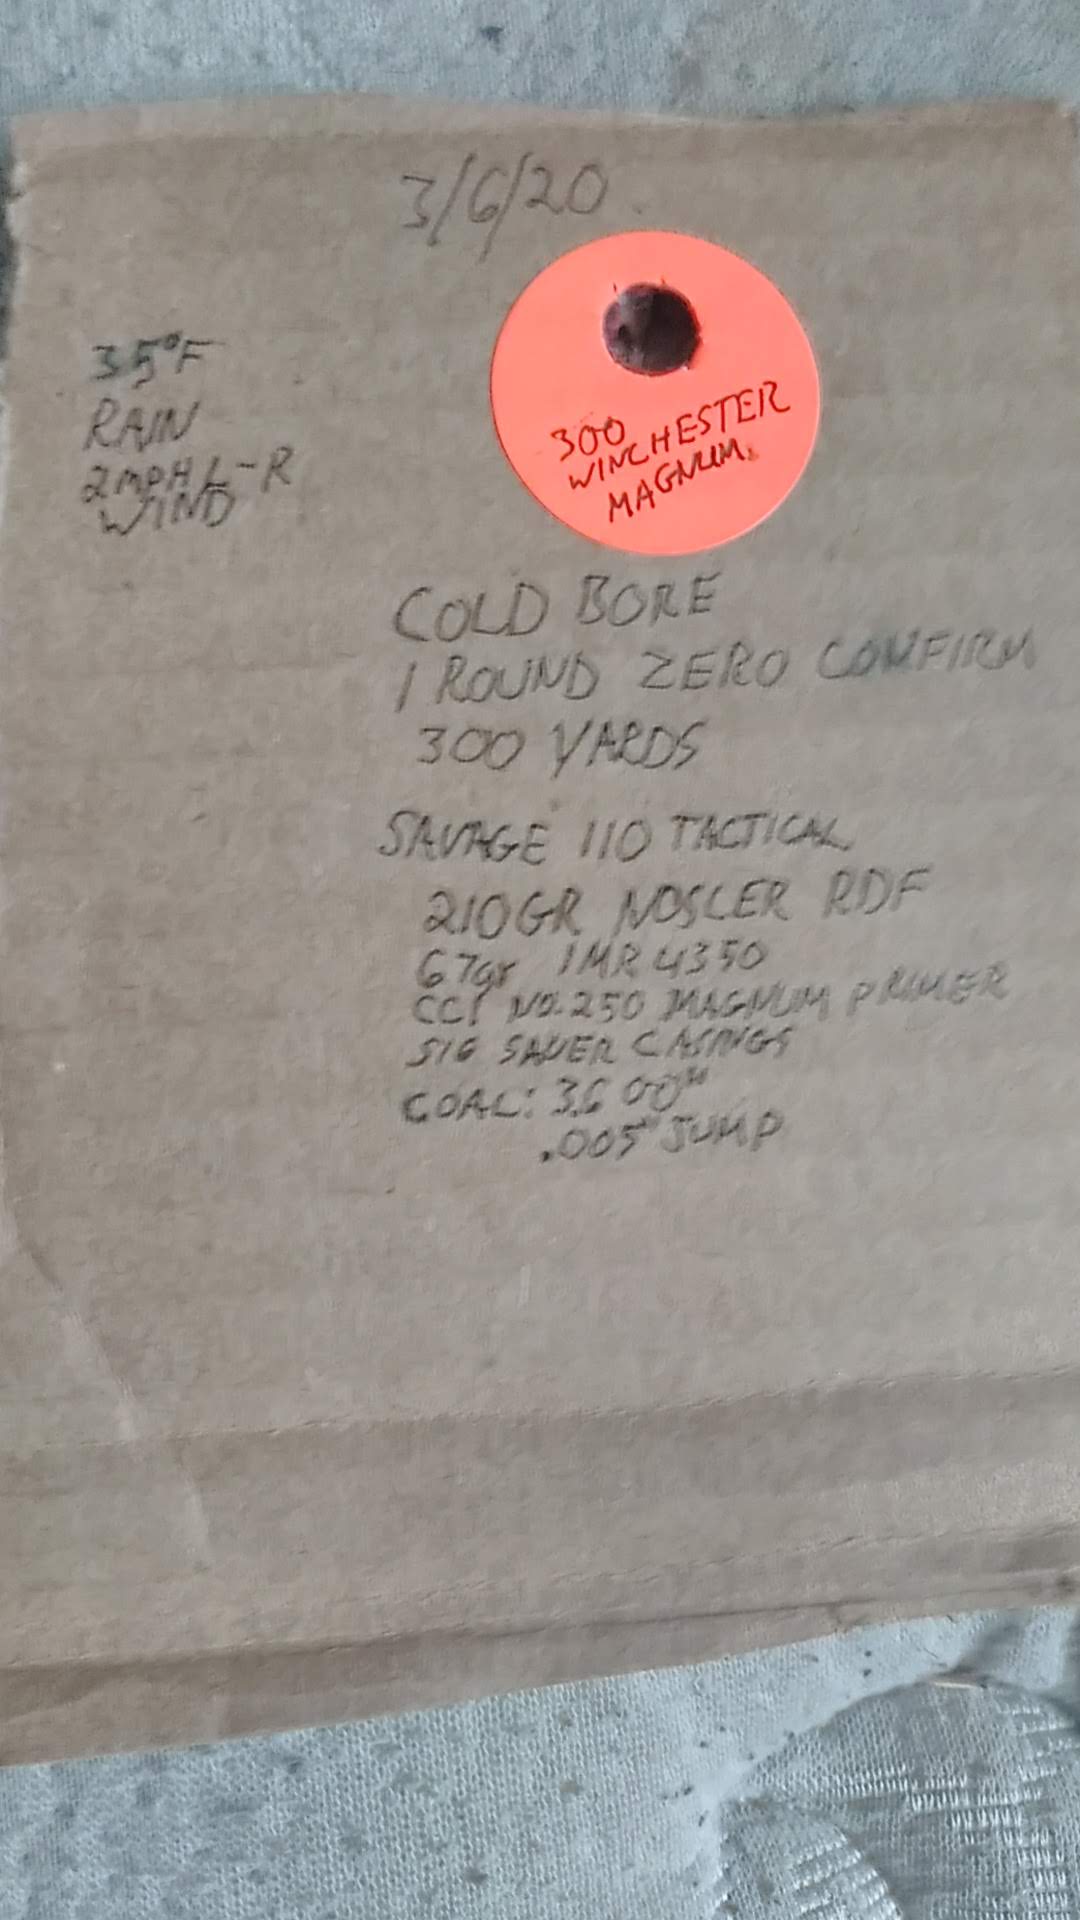 3/6/20
35°F
RAIN
2MPH L-R
WIND
300
WINCHESTER
MAGNUM.
COLD BORE
1 ROUND ZERO CONFIRM
300 YARDS
SAVAGE 110 TACTICAL
210GR NOSLER RDF
67gr IMR 4350
CCI NO. 250 MAGNUM PRIMER
SIG SAUER CASINGS
COAL: 3.600"
.005" JUMP